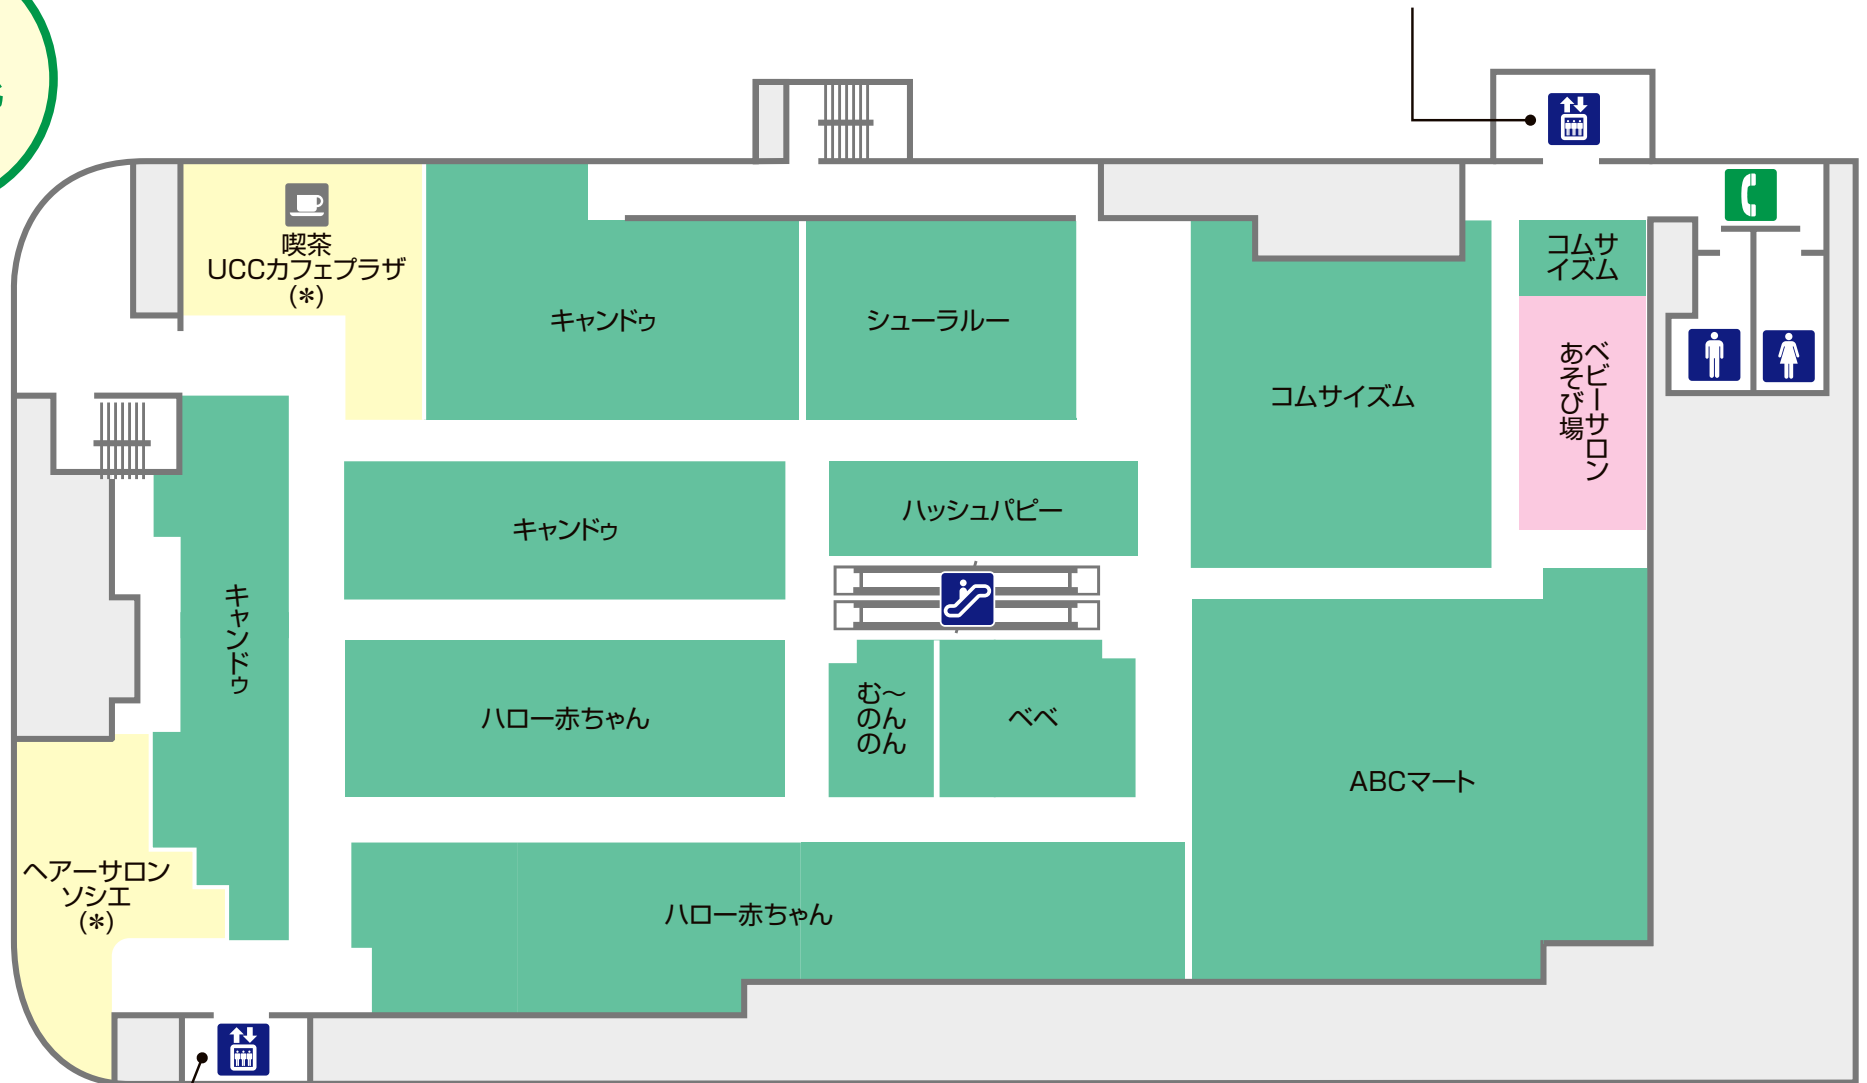 喫茶
UCCカフェプラザ
(＊)
キャンドゥ
シューラルー
コムサイズム
コムサ
イズム
ベビーサロン
あそび場
キャンドゥ
ハッシュパピー
キャンドゥ
ハロー赤ちゃん
む〜
のん
のん
べべ
ABCマート
ヘアーサロン
ソシエ
(＊)
ハロー赤ちゃん